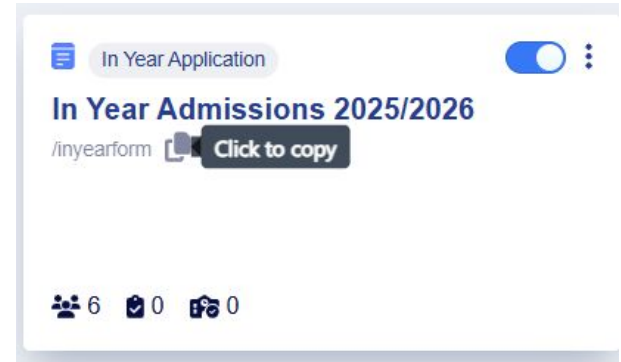 In Year Application
In Year Admissions 2025/2026
/inyearform Click to copy
6 0 0